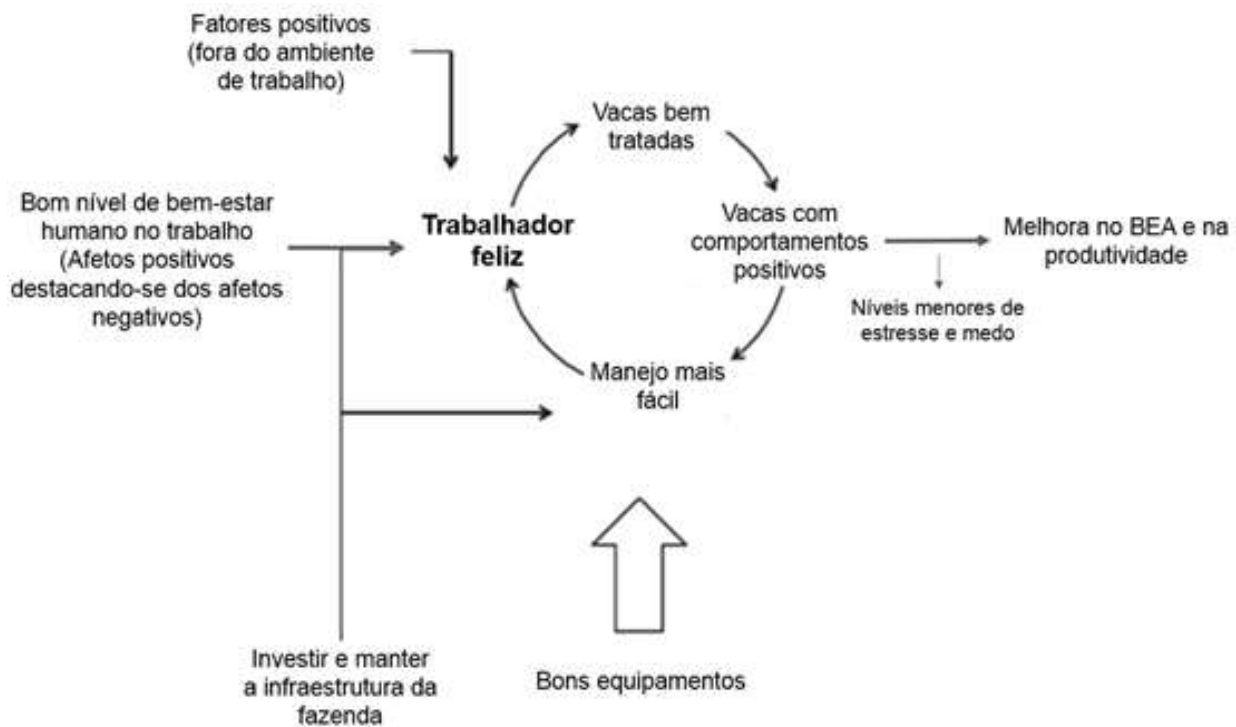 Fatores positivos
(fora do ambiente
de trabalho)
Vacas bem
tratadas
Bom nível de bem-estar
humano no trabalho
(Afetos positivos
destacando-se dos afetos
negativos)
Trabalhador
feliz
Vacas com
comportamentos
positivos
Melhora no BEA e na
produtividade
Níveis menores de
estresse e medo
Manejo mais
fácil
Investir e manter
a infraestrutura da
fazenda
Bons equipamentos